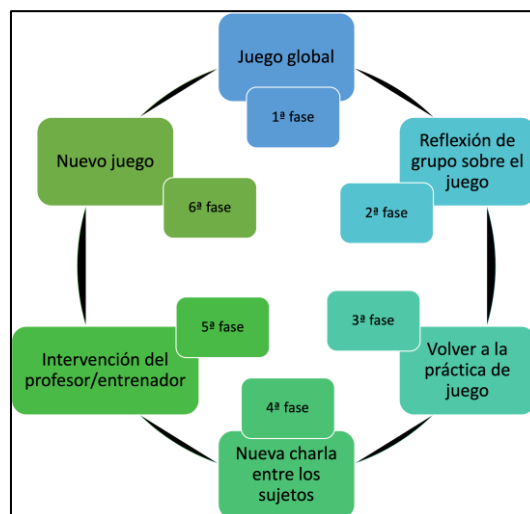 Juego global
1ª fase
Reflexión de
grupo sobre el
juego
2ª fase
Volver a la
práctica de
juego
3ª fase
Nueva charla
entre los
sujetos
4ª fase
Intervención del
profesor/entrenador
5ª fase
Nuevo juego
6ª fase